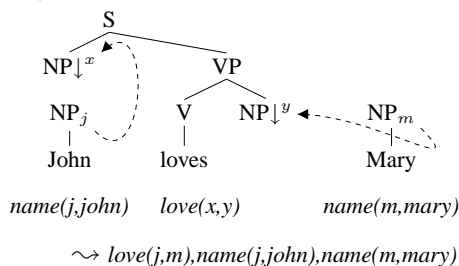 S
NP↓x VP
NPj V NP↓y NPm
John loves Mary
name(j,john) love(x,y) name(m,mary)
⤳ love(j,m),name(j,john),name(m,mary)